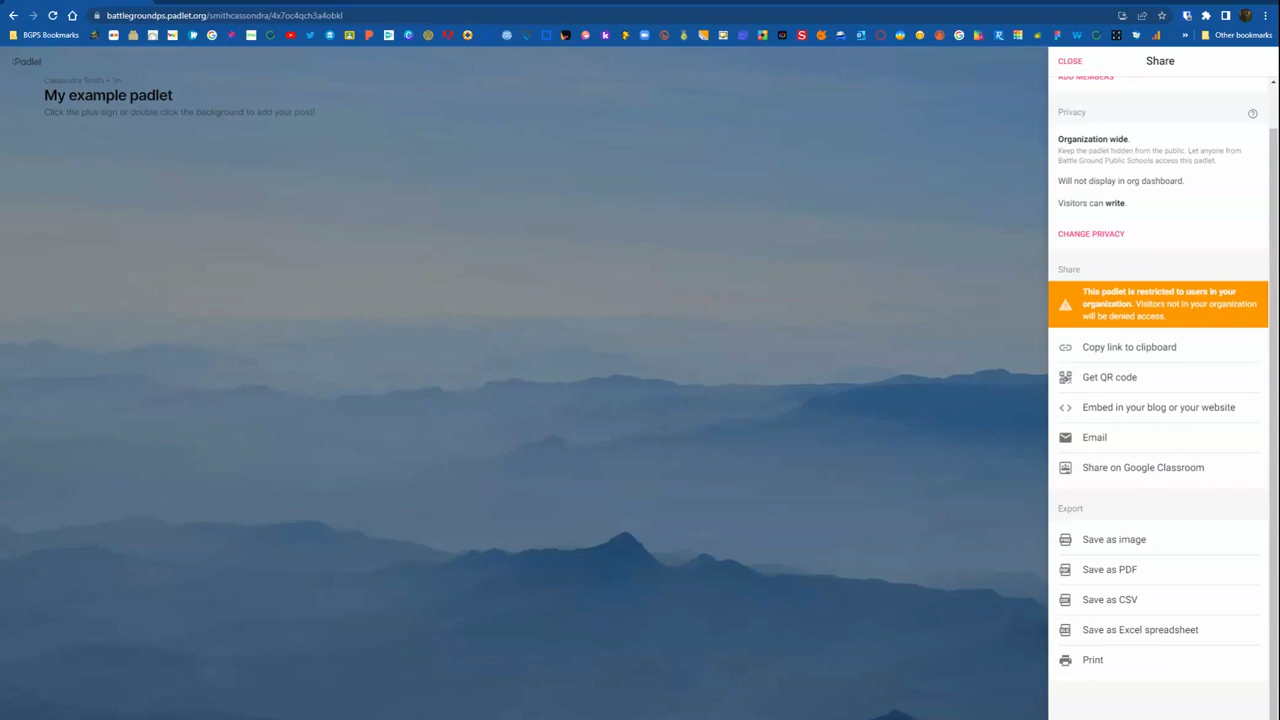 battlegroundps.padlet.org/smithcassondra/4x7oc4qch3a4obkl
BGPS Bookmarks
Other bookmarks
:Padlet
Cassondra Smith • 1m
My example padlet
Click the plus sign or double click the background to add your post!
CLOSE
Share
ADD MEMBERS
Privacy
Organization wide.
Keep the padlet hidden from the public. Let anyone from
Battle Ground Public Schools access this padlet.
Will not display in org dashboard.
Visitors can write.
CHANGE PRIVACY
Share
This padlet is restricted to users in your
organization. Visitors not in your organization
will be denied access.
Copy link to clipboard
Get QR code
Embed in your blog or your website
Email
Share on Google Classroom
Export
Save as image
Save as PDF
Save as CSV
Save as Excel spreadsheet
Print